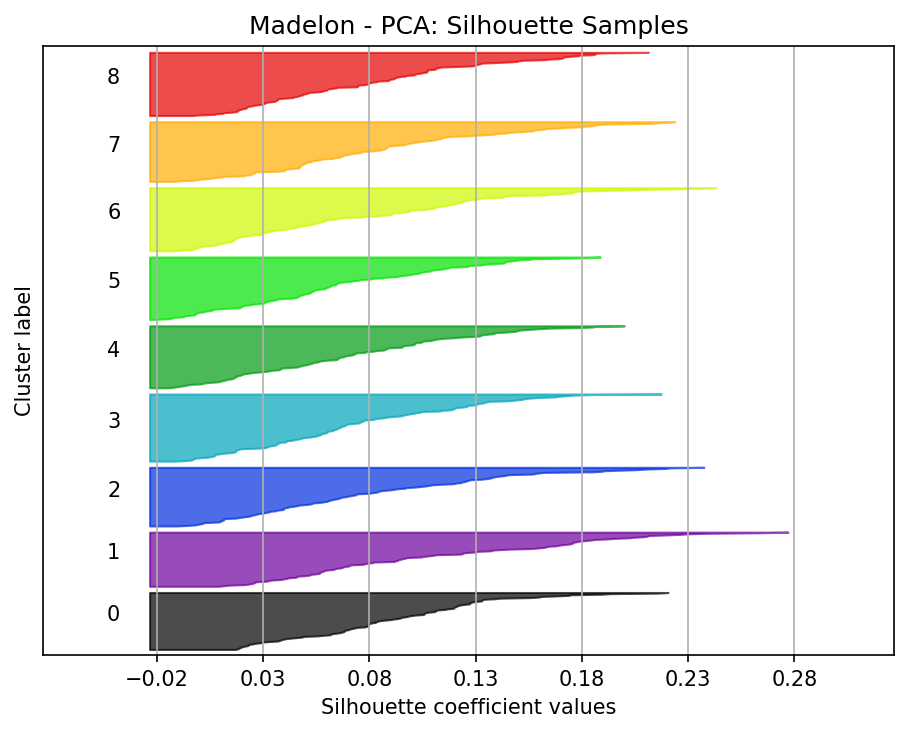 Madelon - PCA: Silhouette Samples
Cluster label
8
7
6
5
4
3
2
1
0
−0.02 0.03 0.08 0.13 0.18 0.23 0.28
Silhouette coefficient values